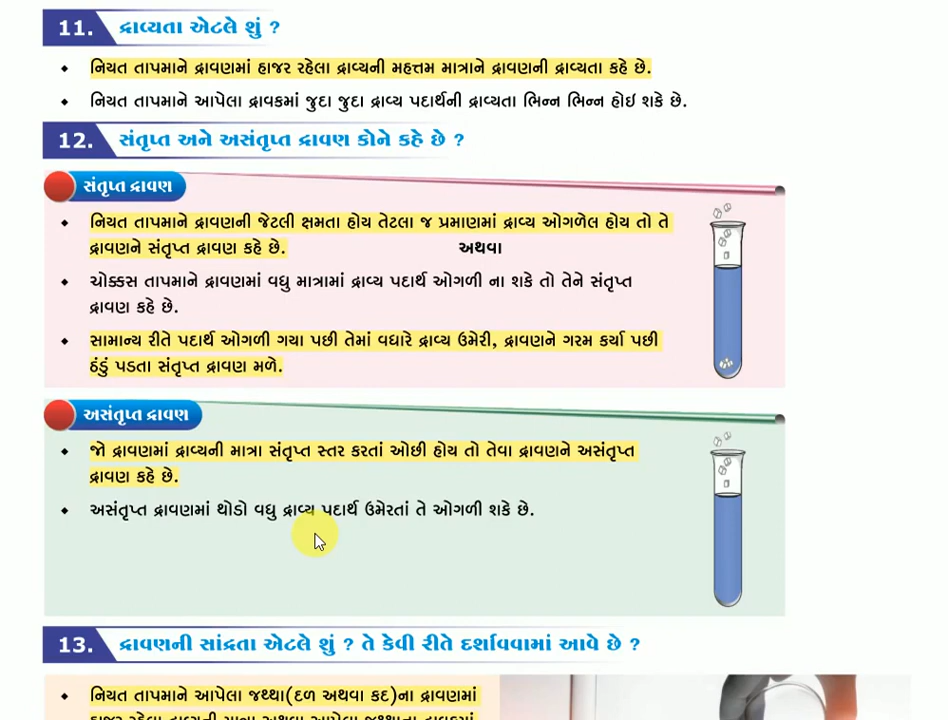 11. દ્રાવ્યતા એટલે શું ?
નિયત તાપમાને દ્રાવણમાં હાજર રહેલા દ્રાવ્યની મહત્તમ માત્રાને દ્રાવણની દ્રાવ્યતા કહે છે.
નિયત તાપમાને આપેલા દ્રાવકમાં જુદા જુદા દ્રાવ્ય પદાર્થની દ્રાવ્યતા ભિન્ન ભિન્ન હોઈ શકે છે.
12. સંતૃપ્ત અને અસંતૃપ્ત દ્રાવણ કોને કહે છે ?
સંતૃપ્ત દ્રાવણ
નિયત તાપમાને દ્રાવણની જેટલી ક્ષમતા હોય તેટલા જ પ્રમાણમાં દ્રાવ્ય ઓગળેલ હોય તો તે
દ્રાવણને સંતૃપ્ત દ્રાવણ કહે છે. અથવા
ચોક્કસ તાપમાને દ્રાવણમાં વધુ માત્રામાં દ્રાવ્ય પદાર્થ ઓગળી ના શકે તો તેને સંતૃપ્ત
દ્રાવણ કહે છે.
સામાન્ય રીતે પદાર્થ ઓગળી ગયા પછી તેમાં વધારે દ્રાવ્ય ઉમેરી, દ્રાવણને ગરમ કર્યા પછી
ઠંડું પડતા સંતૃપ્ત દ્રાવણ મળે.
અસંતૃપ્ત દ્રાવણ
જો દ્રાવણમાં દ્રાવ્યની માત્રા સંતૃપ્ત સ્તર કરતાં ઓછી હોય તો તેવા દ્રાવણને અસંતૃપ્ત
દ્રાવણ કહે છે.
અસંતૃપ્ત દ્રાવણમાં થોડો વધુ દ્રાવ્ય પદાર્થ ઉમેરતાં તે ઓગળી શકે છે.
13. દ્રાવણની સાંદ્રતા એટલે શું ? તે કેવી રીતે દર્શાવવામાં આવે છે ?
નિયત તાપમાને આપેલા જથ્થા(દળ અથવા કદ)ના દ્રાવણમાં